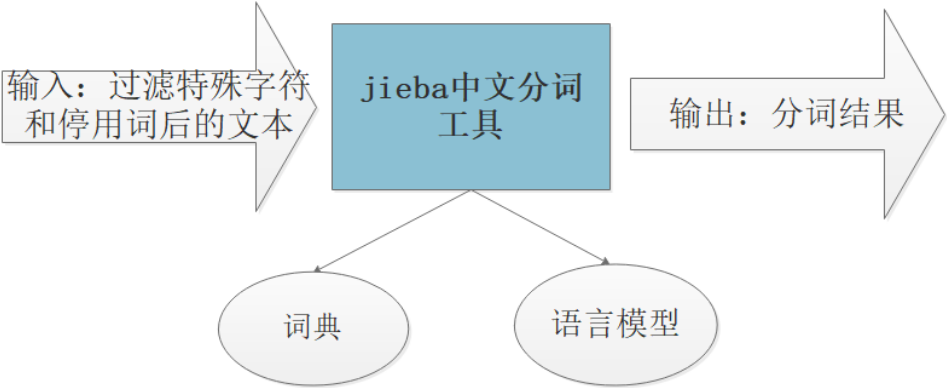 输入：过滤特殊字符
和停用词后的文本
jieba中文分词
工具
输出：分词结果
词典
语言模型